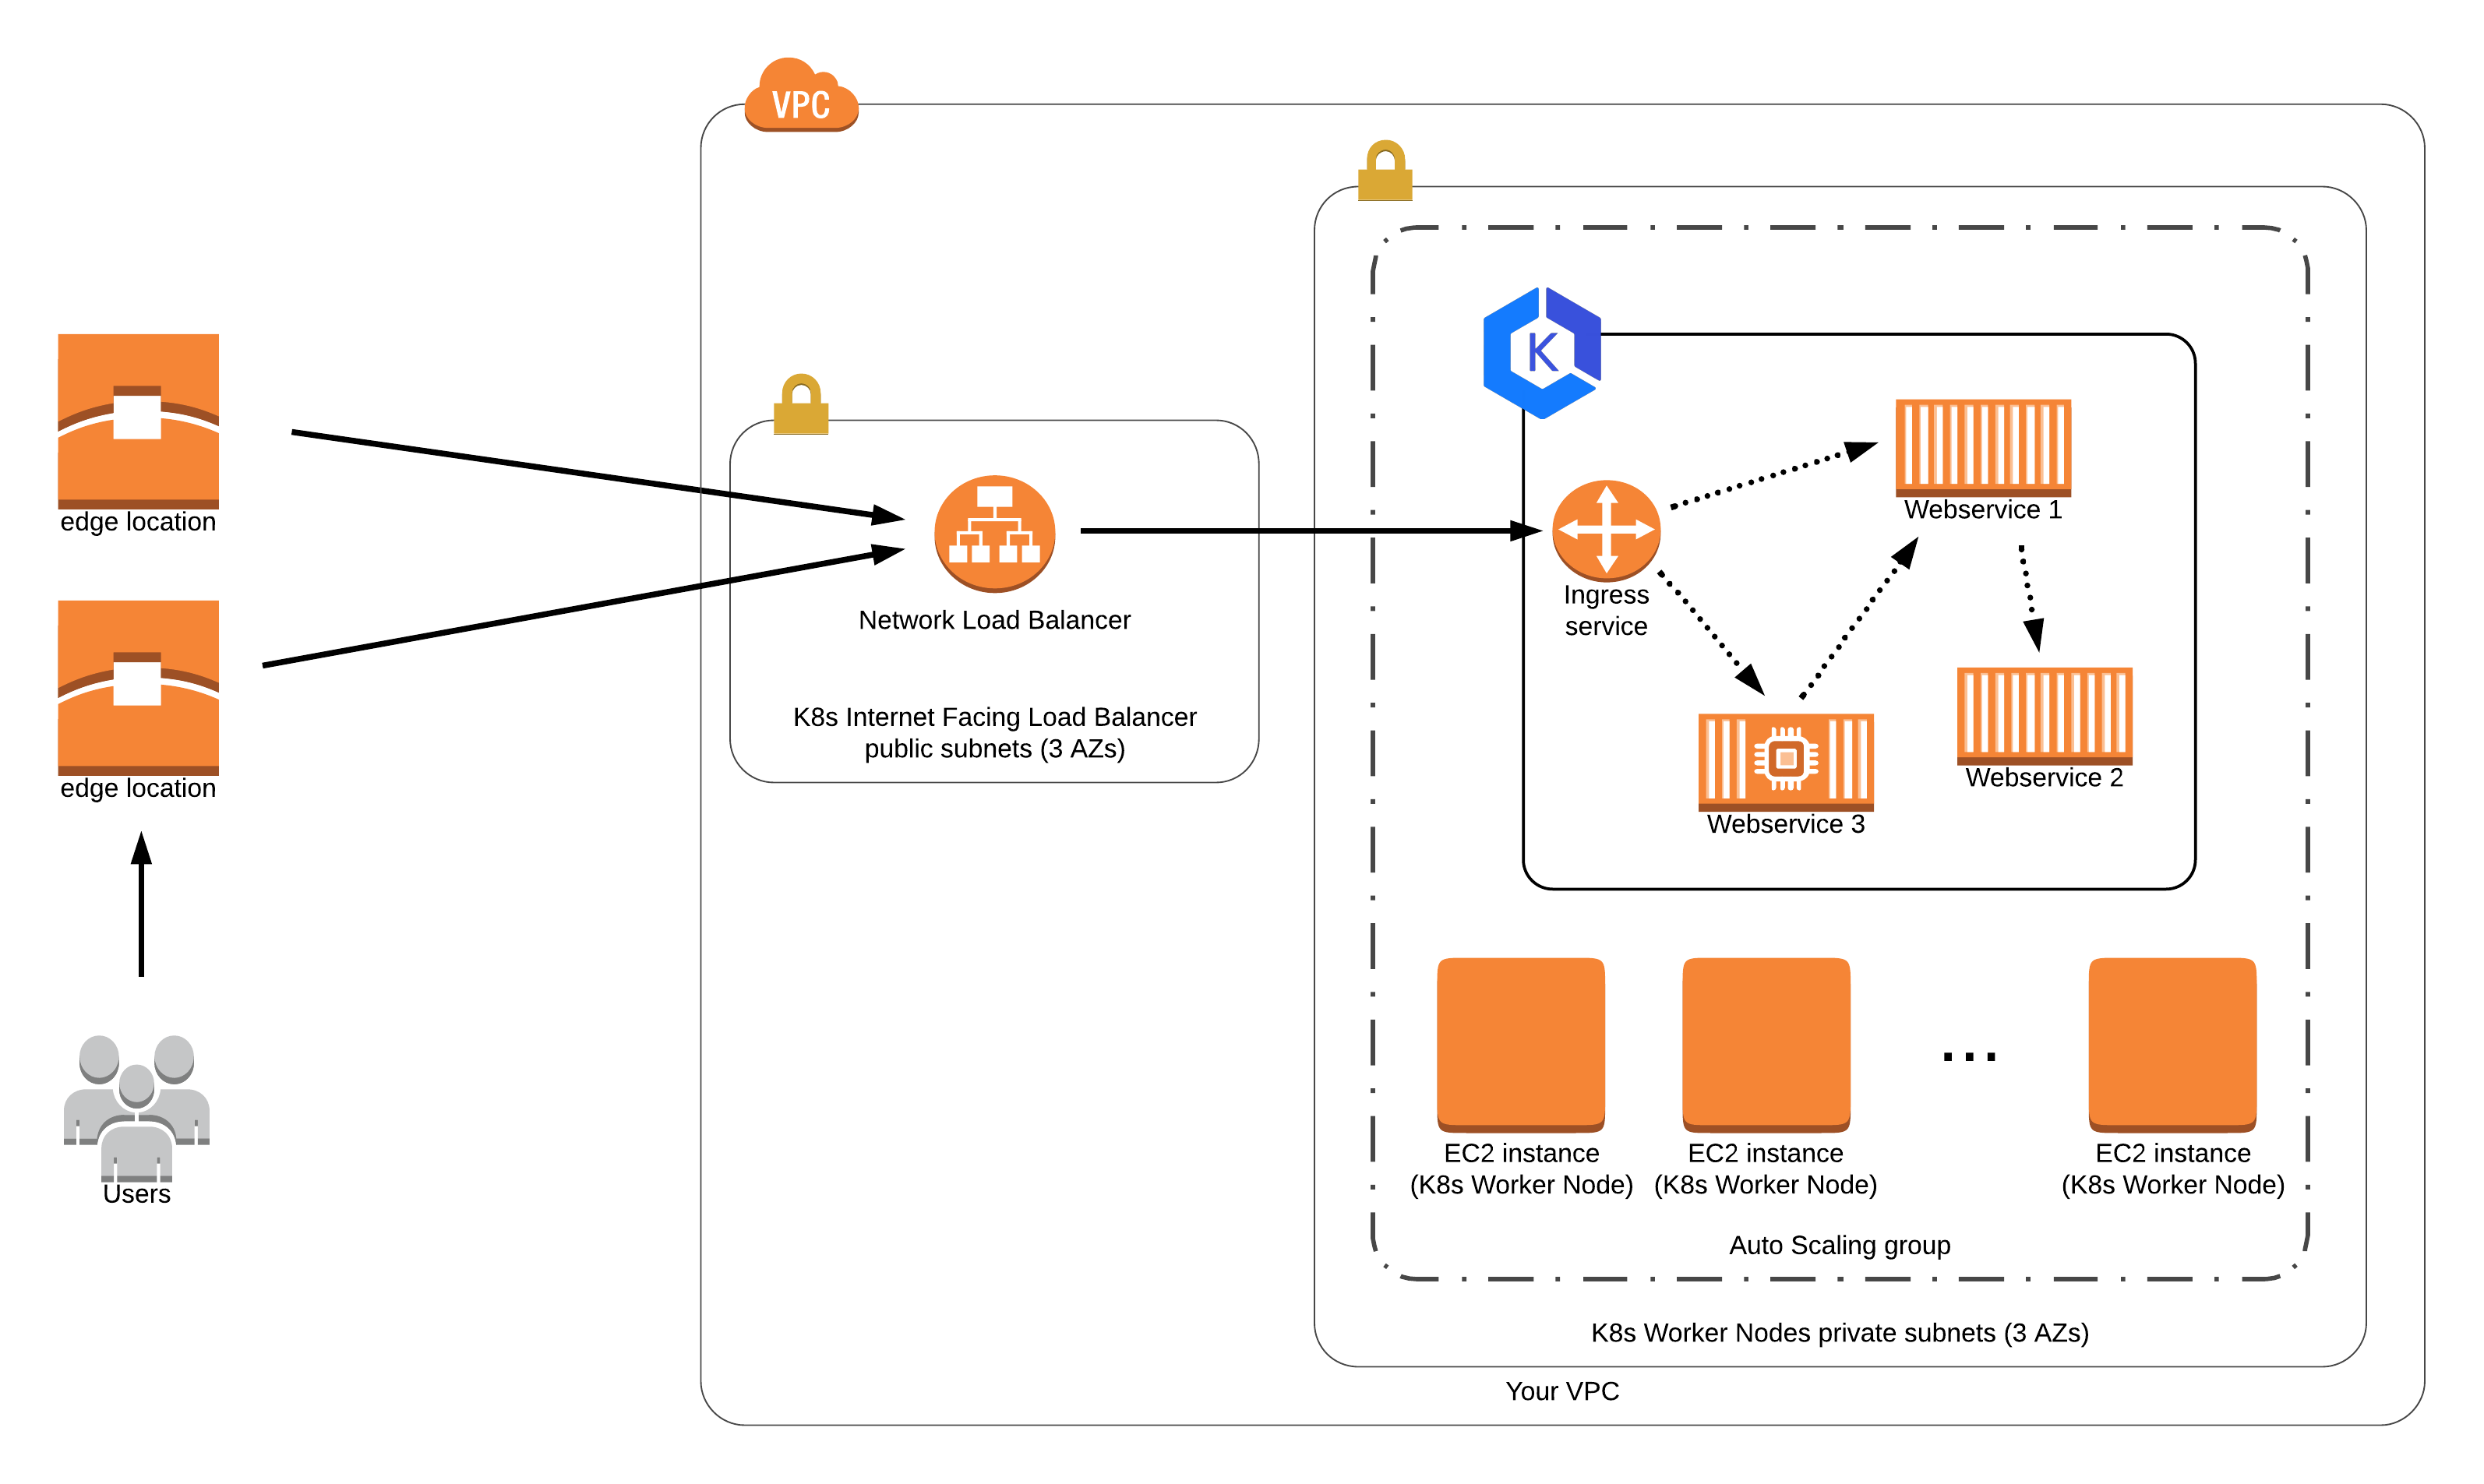 VPC
edge location
edge location
Users
Network Load Balancer
K8s Internet Facing Load Balancer
public subnets (3 AZs)
K
Ingress
service
Webservice 1
Webservice 2
Webservice 3
EC2 instance
(K8s Worker Node)
EC2 instance
(K8s Worker Node)
...
EC2 instance
(K8s Worker Node)
Auto Scaling group
K8s Worker Nodes private subnets (3 AZs)
Your VPC